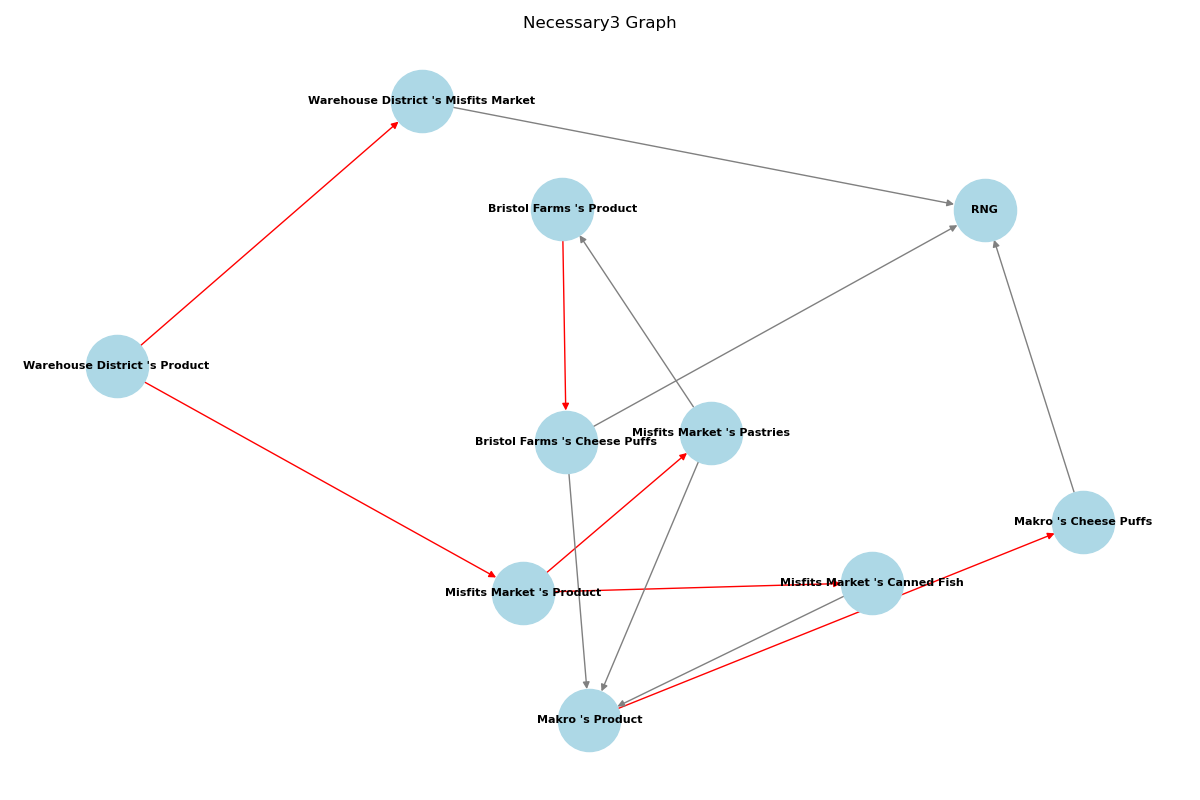 Necessary3 Graph
Warehouse District 's Misfits Market
Bristol Farms 's Product
RNG
Warehouse District 's Product
Misfits Market 's Pastries
Bristol Farms 's Cheese Puffs
Makro 's Cheese Puffs
Misfits Market 's Canned Fish
Misfits Market 's Product
Makro 's Product